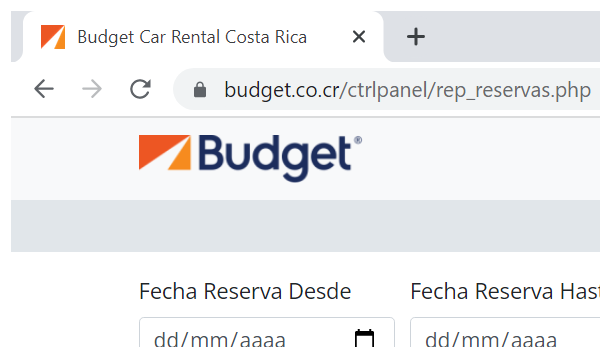 Budget Car Rental Costa Rica
budget.co.cr/ctrlpanel/rep_reservas.php
Budget®
Fecha Reserva Desde Fecha Reserva Hast
dd/mm/aaaa dd/mm/aaaa